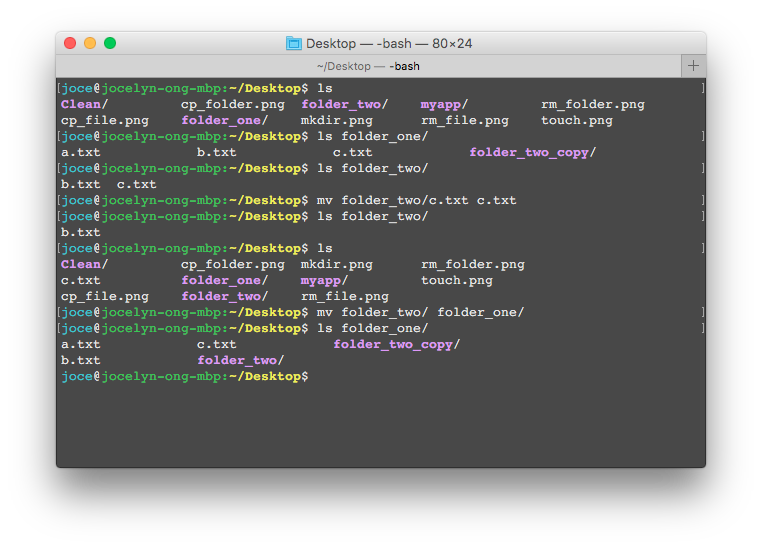 Desktop — -bash — 80×24
~/Desktop — -bash
[joce@jocelyn-ong-mbp:~/Desktop$ ls ]
Clean/ cp_folder.png folder_two/ myapp/ rm_folder.png
cp_file.png folder_one/ mkdir.png rm_file.png touch.png
[joce@jocelyn-ong-mbp:~/Desktop$ ls folder_one/ ]
a.txt b.txt c.txt folder_two_copy/
[joce@jocelyn-ong-mbp:~/Desktop$ ls folder_two/ ]
b.txt c.txt
[joce@jocelyn-ong-mbp:~/Desktop$ mv folder_two/c.txt c.txt ]
[joce@jocelyn-ong-mbp:~/Desktop$ ls folder_two/ ]
b.txt
[joce@jocelyn-ong-mbp:~/Desktop$ ls ]
Clean/ cp_folder.png mkdir.png rm_folder.png
c.txt folder_one/ myapp/ touch.png
cp_file.png folder_two/ rm_file.png
[joce@jocelyn-ong-mbp:~/Desktop$ mv folder_two/ folder_one/ ]
[joce@jocelyn-ong-mbp:~/Desktop$ ls folder_one/ ]
a.txt c.txt folder_two_copy/
b.txt folder_two/
joce@jocelyn-ong-mbp:~/Desktop$